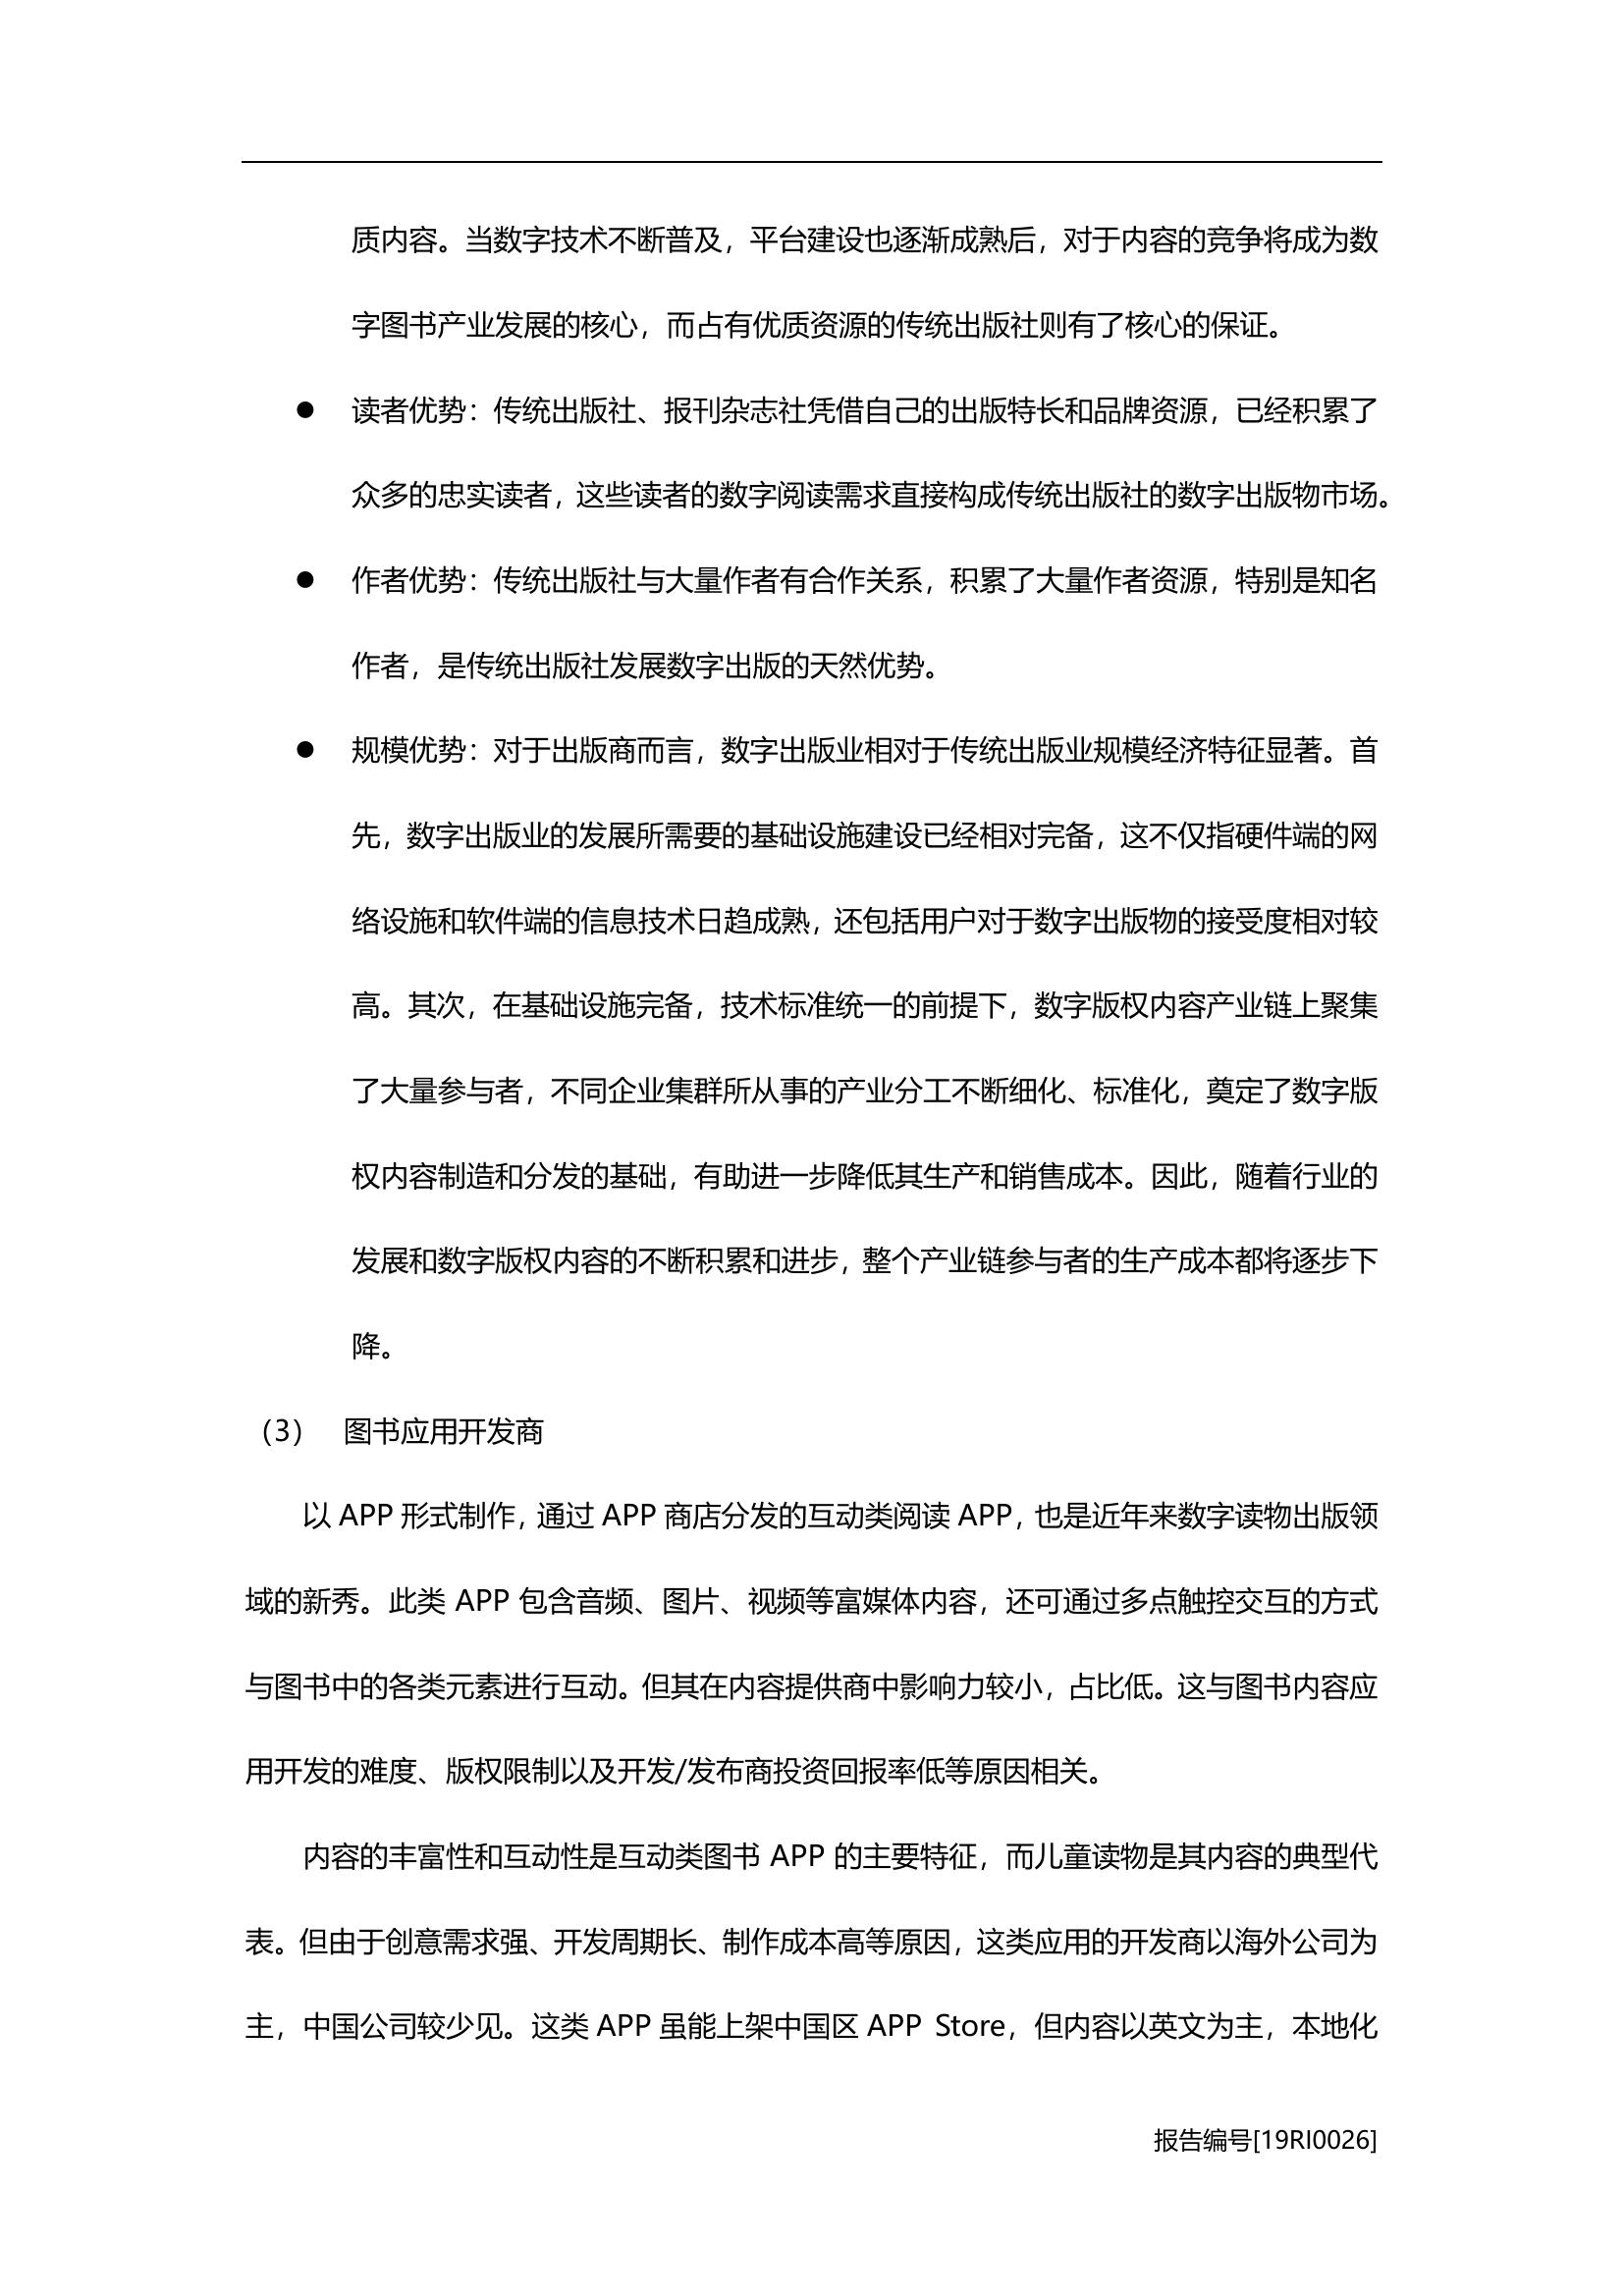 质内容。当数字技术不断普及，平台建设也逐渐成熟后，对于内容的竞争将成为数
字图书产业发展的核心，而占有优质资源的传统出版社则有了核心的保证。
● 读者优势：传统出版社、报刊杂志社凭借自己的出版特长和品牌资源，已经积累了
众多的忠实读者，这些读者的数字阅读需求直接构成传统出版社的数字出版物市场。
● 作者优势：传统出版社与大量作者有合作关系，积累了大量作者资源，特别是知名
作者，是传统出版社发展数字出版的天然优势。
● 规模优势：对于出版商而言，数字出版业相对于传统出版业规模经济特征显著。首
先，数字出版业的发展所需要的基础设施建设已经相对完备，这不仅指硬件端的网
络设施和软件端的信息技术日趋成熟，还包括用户对于数字出版物的接受度相对较
高。其次，在基础设施完备，技术标准统一的前提下，数字版权内容产业链上聚集
了大量参与者，不同企业集群所从事的产业分工不断细化、标准化，奠定了数字版
权内容制造和分发的基础，有助进一步降低其生产和销售成本。因此，随着行业的
发展和数字版权内容的不断积累和进步，整个产业链参与者的生产成本都将逐步下
降。
（3） 图书应用开发商
以 APP 形式制作，通过 APP 商店分发的互动类阅读 APP，也是近年来数字读物出版领
域的新秀。此类 APP 包含音频、图片、视频等富媒体内容，还可通过多点触控交互的方式
与图书中的各类元素进行互动。但其在内容提供商中影响力较小，占比低。这与图书内容应
用开发的难度、版权限制以及开发/发布商投资回报率低等原因相关。
内容的丰富性和互动性是互动类图书 APP 的主要特征，而儿童读物是其内容的典型代
表。但由于创意需求强、开发周期长、制作成本高等原因，这类应用的开发商以海外公司为
主，中国公司较少见。这类 APP 虽能上架中国区 APP Store，但内容以英文为主，本地化
报告编号[19RI0026]